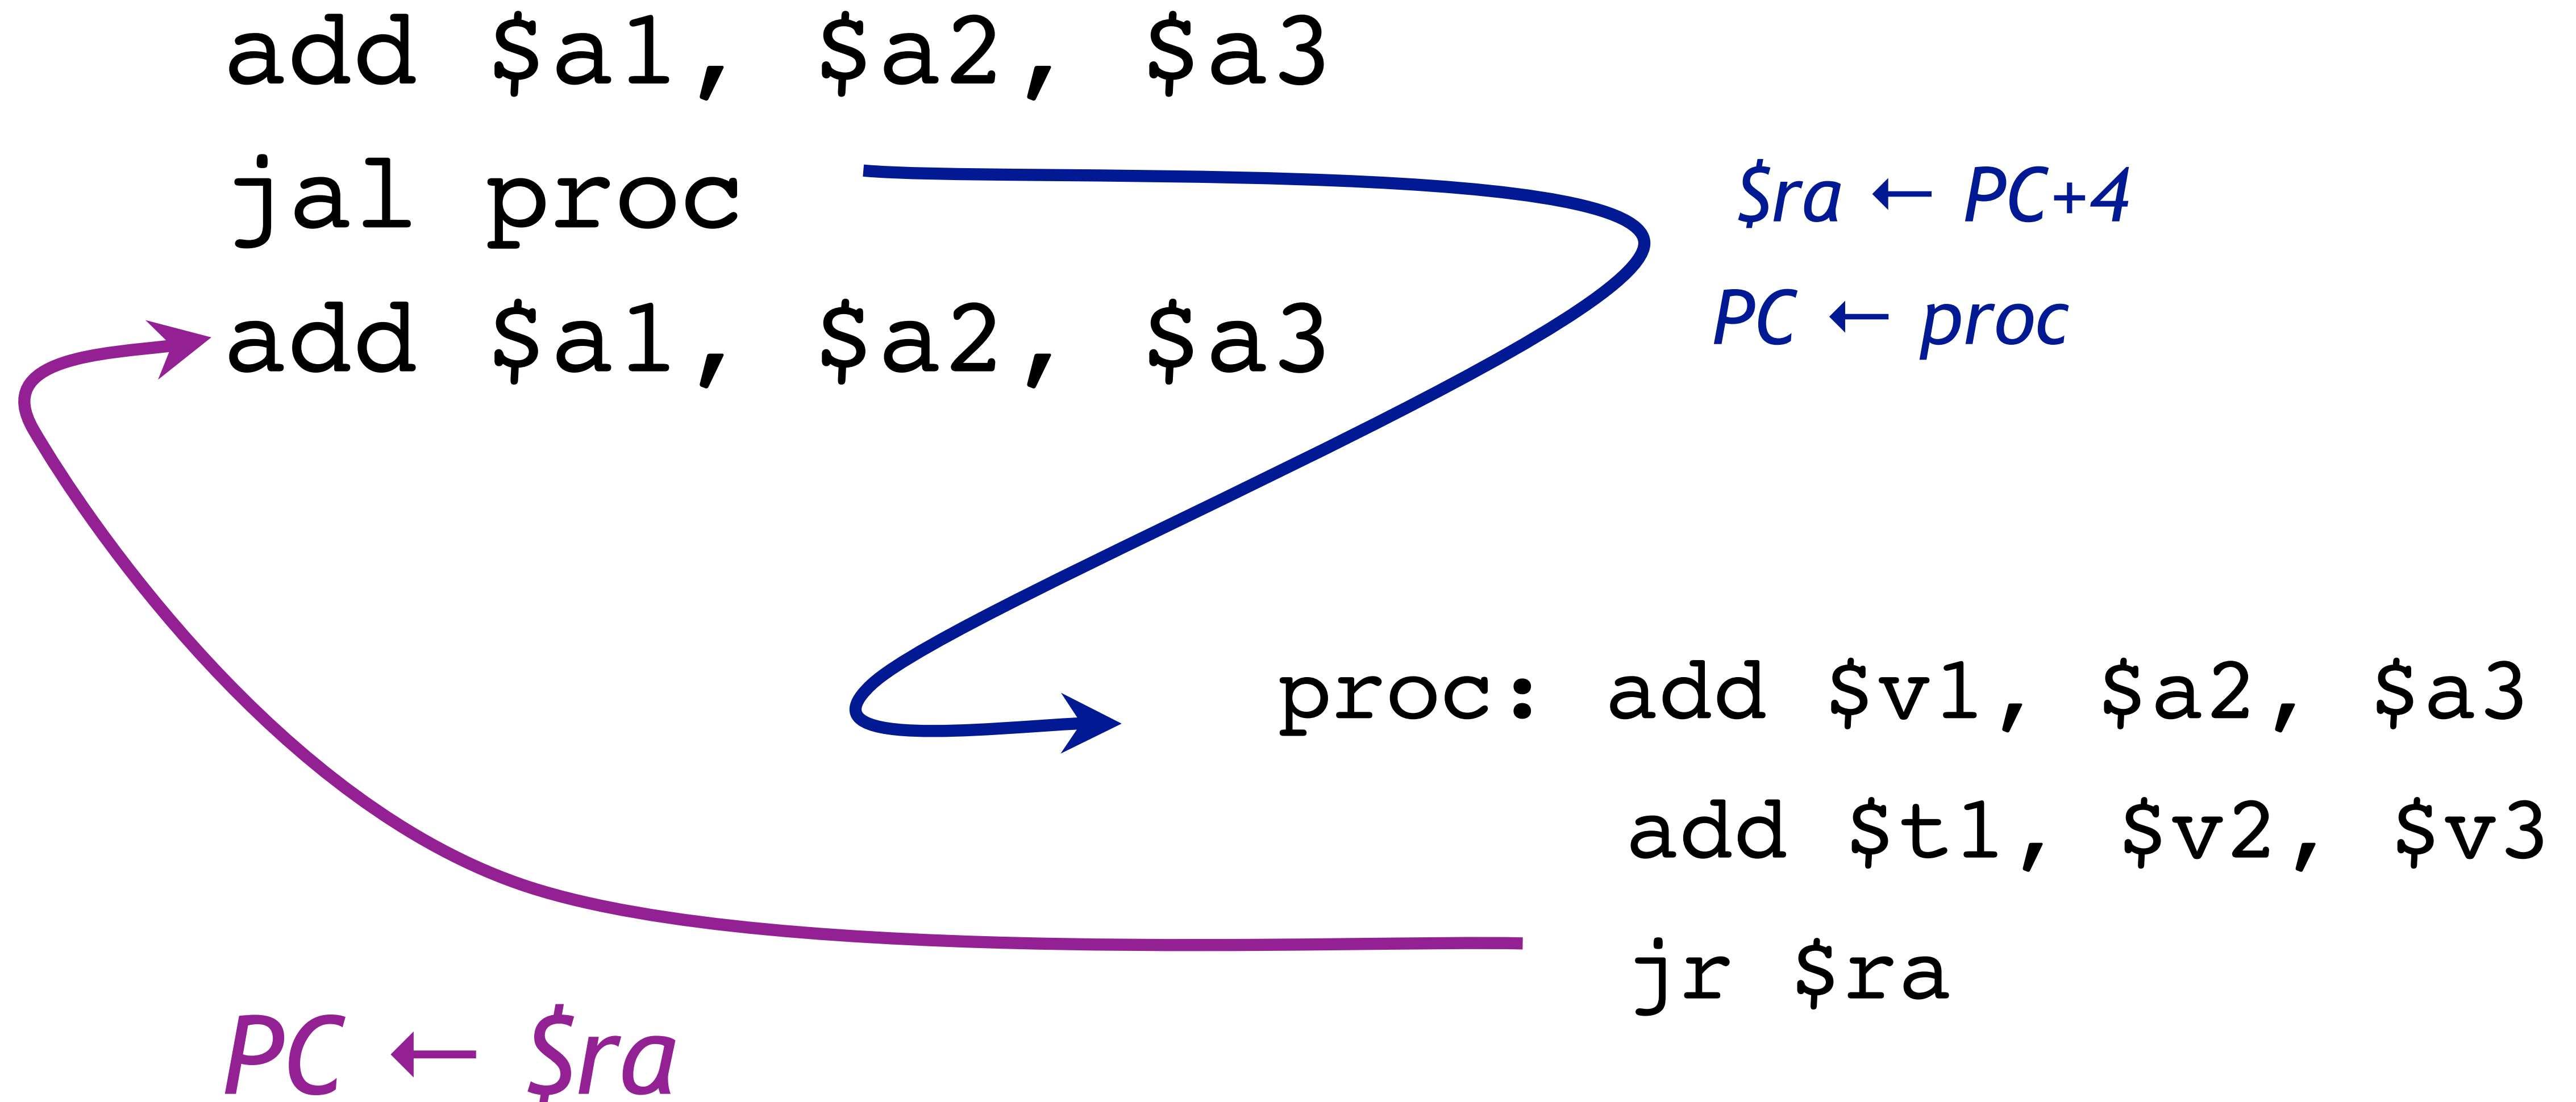 add $a1, $a2, $a3
jal proc
$ra ← PC+4
add $a1, $a2, $a3
PC ← proc
proc: add $v1, $a2, $a3
add $t1, $v2, $v3
jr $ra
PC ← $ra